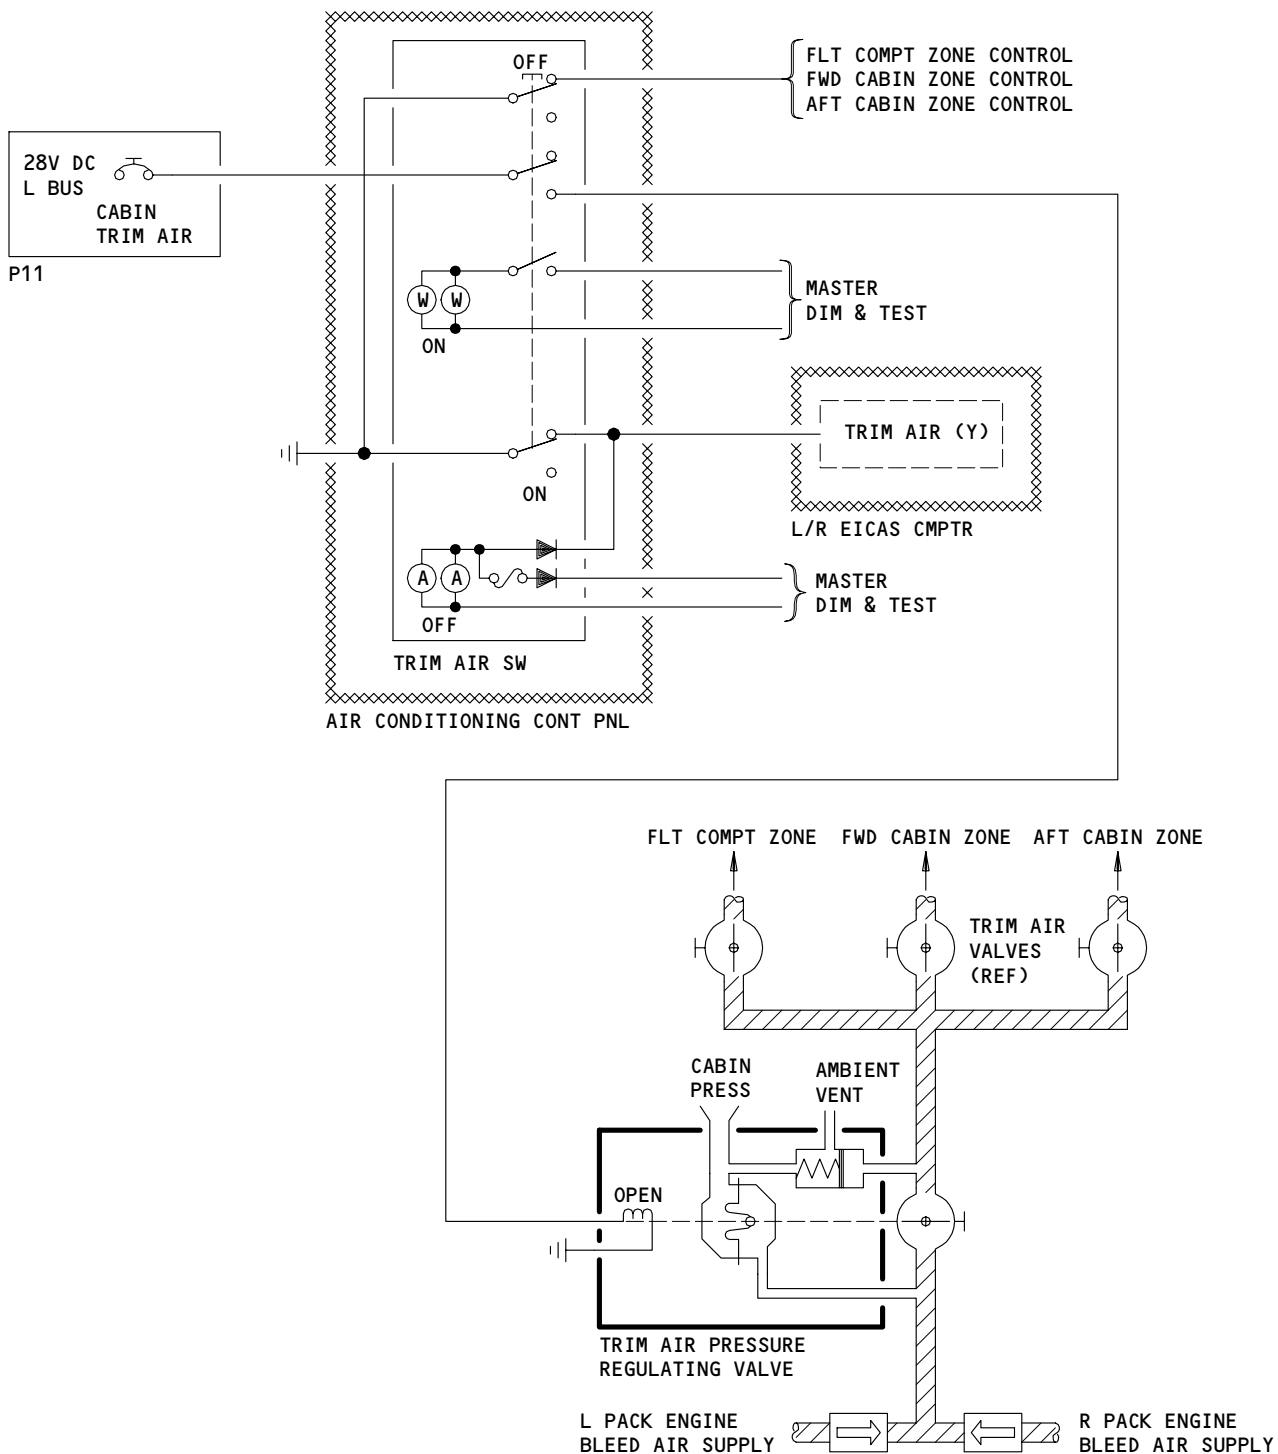 OFF
FLT COMPT ZONE CONTROL
FWD CABIN ZONE CONTROL
AFT CABIN ZONE CONTROL
28V DC
L BUS
CABIN
TRIM AIR
P11
W W
ON
MASTER
DIM & TEST
TRIM AIR (Y)
L/R EICAS CMPTR
ON
A A
OFF
MASTER
DIM & TEST
TRIM AIR SW
AIR CONDITIONING CONT PNL
FLT COMPT ZONE
FWD CABIN ZONE
AFT CABIN ZONE
TRIM AIR
VALVES
(REF)
CABIN
PRESS
AMBIENT
VENT
OPEN
TRIM AIR PRESSURE
REGULATING VALVE
L PACK ENGINE
BLEED AIR SUPPLY
R PACK ENGINE
BLEED AIR SUPPLY